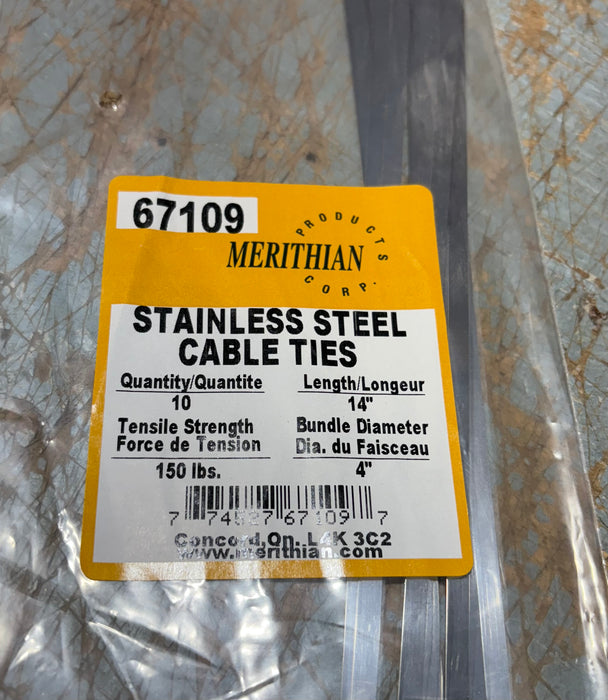 67109
MERITHIAN
PRODUCTS
CORP.
STAINLESS STEEL
CABLE TIES
Quantity/Quantite
10
Length/Longeur
14"
Tensile Strength
Force de Tension
150 lbs.
Bundle Diameter
Dia. du Faisceau
4"
7 74527 67109 7
Concord,On. L4K 3C2
www.merithian.com